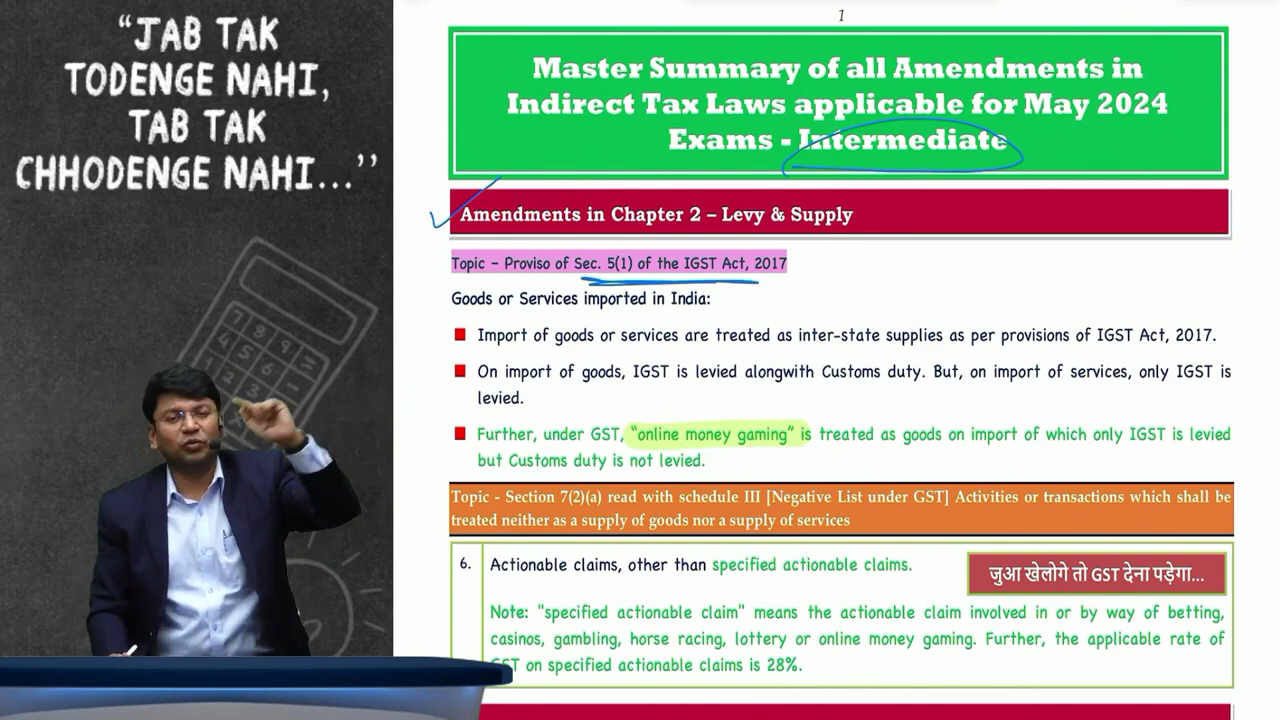 “JAB TAK
TODENGE NAHI,
TAB TAK
CHHODENGE NAHI...’’
1
Master Summary of all Amendments in
Indirect Tax Laws applicable for May 2024
Exams - Intermediate
Amendments in Chapter 2 – Levy & Supply
Topic – Proviso of Sec. 5(1) of the IGST Act, 2017
Goods or Services imported in India:
Import of goods or services are treated as inter-state supplies as per provisions of IGST Act, 2017.
On import of goods, IGST is levied alongwith Customs duty. But, on import of services, only IGST is
levied.
Further, under GST, “online money gaming” is treated as goods on import of which only IGST is levied
but Customs duty is not levied.
Topic - Section 7(2)(a) read with schedule III [Negative List under GST] Activities or transactions which shall be
treated neither as a supply of goods nor a supply of services
6. Actionable claims, other than specified actionable claims.
जुआ खेलोगे तो GST देना पड़ेगा...
Note: "specified actionable claim" means the actionable claim involved in or by way of betting,
casinos, gambling, horse racing, lottery or online money gaming. Further, the applicable rate of
GST on specified actionable claims is 28%.